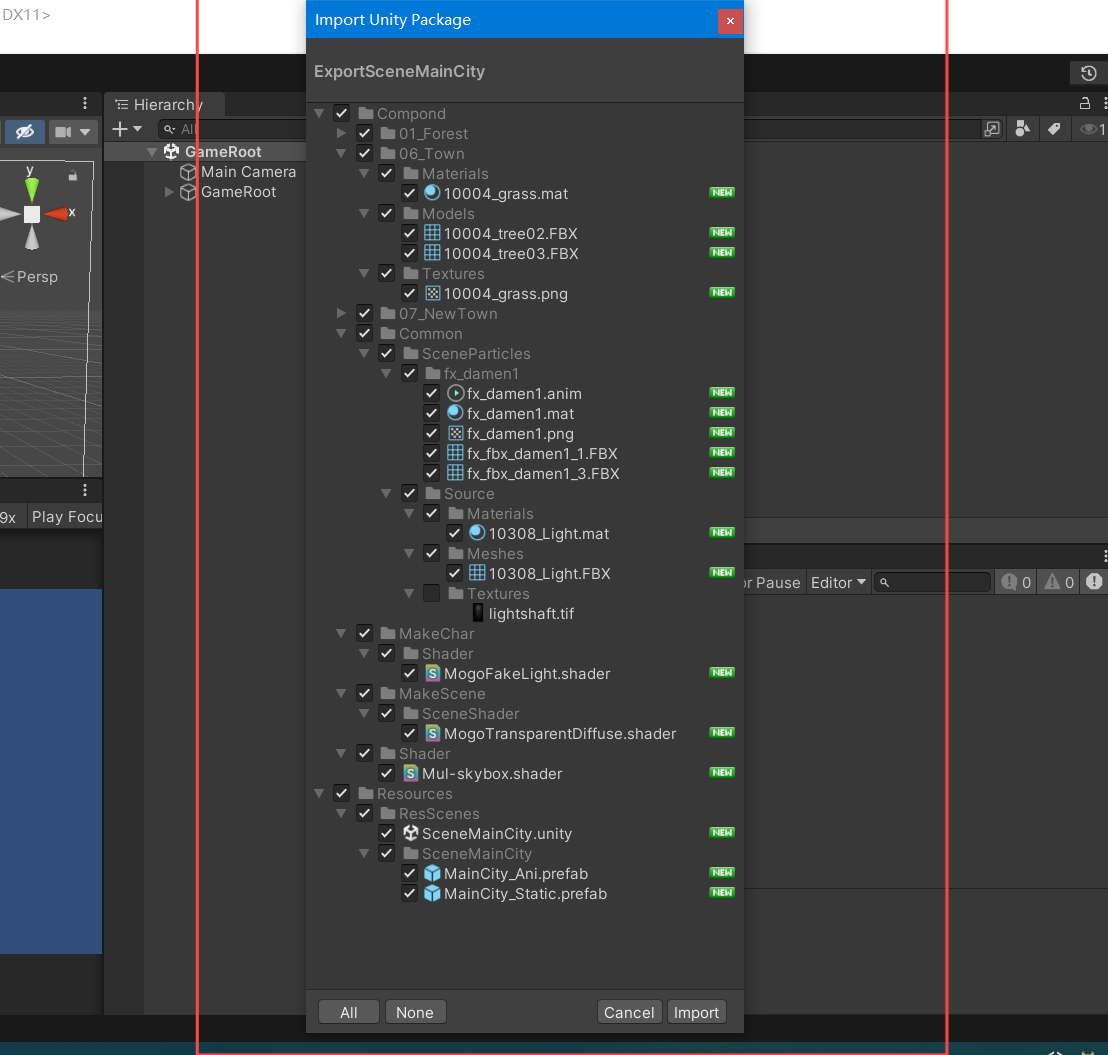 DX11>
Import Unity Package
ExportSceneMainCity
Hierarchy
All
1
GameRoot
Main Camera
GameRoot
y
x
Persp
9x
Play Focu
Compond
01_Forest
06_Town
Materials
10004_grass.mat NEW
Models
10004_tree02.FBX NEW
10004_tree03.FBX NEW
Textures
10004_grass.png NEW
07_NewTown
Common
SceneParticles
fx_damen1
fx_damen1.anim NEW
fx_damen1.mat NEW
fx_damen1.png NEW
fx_fbx_damen1_1.FBX NEW
fx_fbx_damen1_3.FBX NEW
Source
Materials
10308_Light.mat NEW
Meshes
10308_Light.FBX NEW
Textures
lightshaft.tif
MakeChar
Shader
MogoFakeLight.shader NEW
MakeScene
SceneShader
MogoTransparentDiffuse.shader NEW
Shader
Mul-skybox.shader NEW
Resources
ResScenes
SceneMainCity.unity NEW
SceneMainCity
MainCity_Ani.prefab NEW
MainCity_Static.prefab NEW
or Pause Editor 0 0
All None Cancel Import